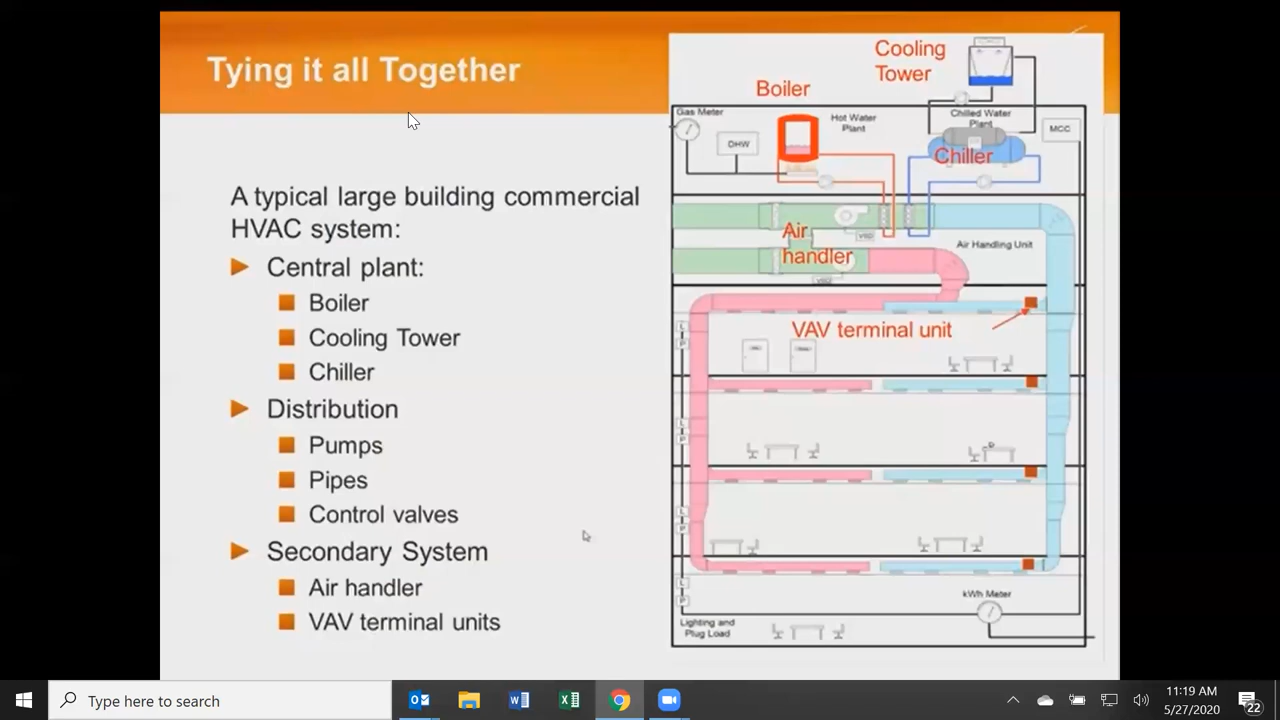 Tying it all Together
A typical large building commercial
HVAC system:
Central plant:
Boiler
Cooling Tower
Chiller
Distribution
Pumps
Pipes
Control valves
Secondary System
Air handler
VAV terminal units
Cooling
Tower
Boiler
Gas Meter
DHW
Hot Water
Plant
Chilled Water
Plant
MCC
Chiller
Air
handler
VSD
VSD
Air Handling Unit
VAV terminal unit
L
P
L
P
L
P
L
P
kWh Meter
Lighting and
Plug Load
Type here to search
11:19 AM
5/27/2020
22